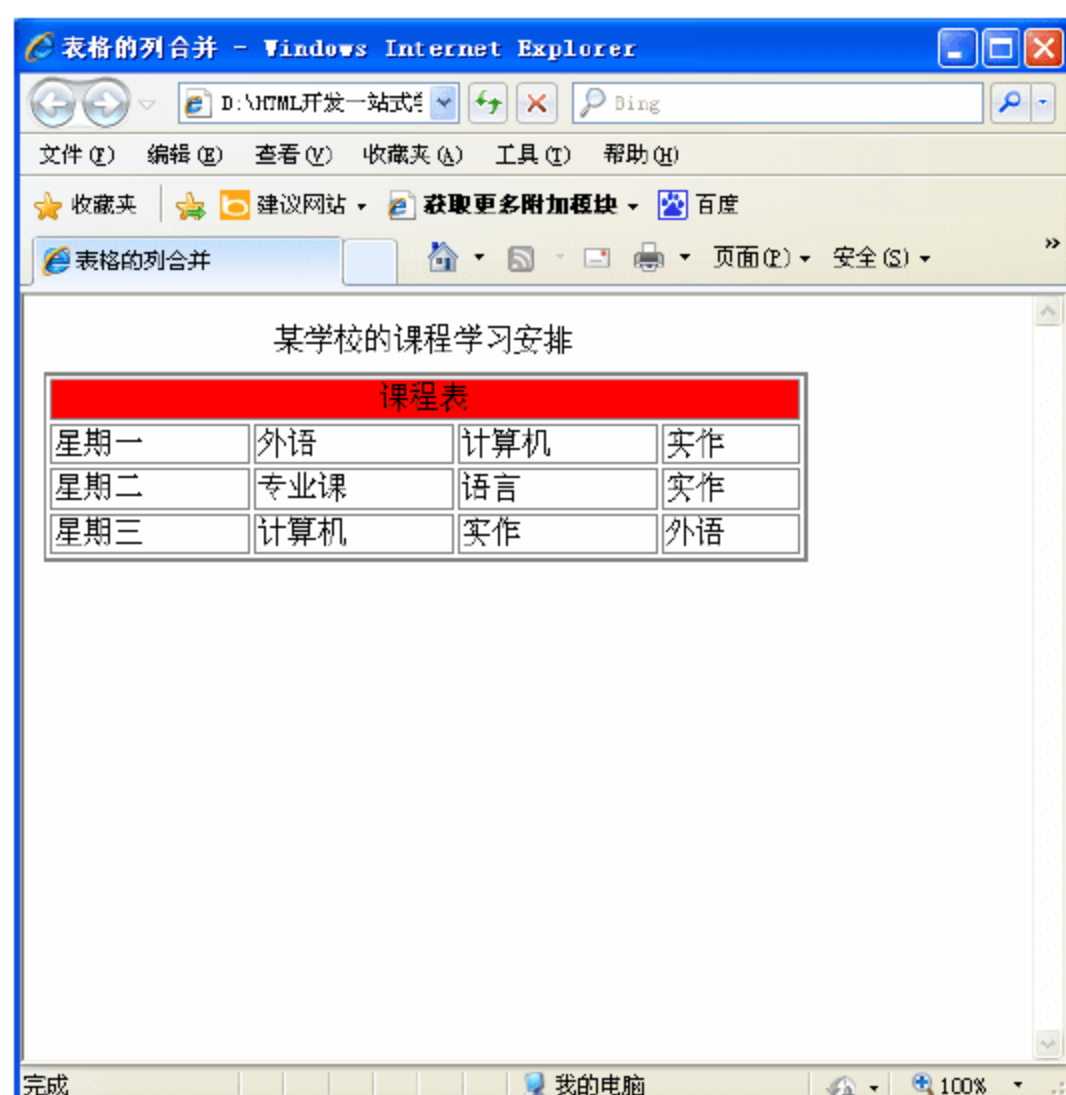 表格的列合并 - Windows Internet Explorer
D:\HTML开发一站式 Bing
文件(F) 编辑(E) 查看(V) 收藏夹(A) 工具(T) 帮助(H)
收藏夹 建议网站 获取更多附加模块 百度
表格的列合并 页面(P) 安全(S) »
某学校的课程学习安排
课程表
星期一 外语 计算机 实作
星期二 专业课 语言 实作
星期三 计算机 实作 外语
完成 我的电脑 100%